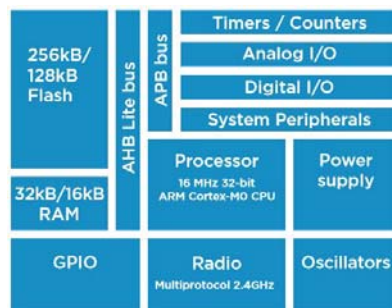 256kB/
128kB
Flash
32kB/16kB
RAM
AHB Lite bus
APB bus
Timers / Counters
Analog I/O
Digital I/O
System Peripherals
Processor
16 MHz 32-bit
ARM Cortex-M0 CPU
Power
supply
GPIO
Radio
Multiprotocol 2.4GHz
Oscillators